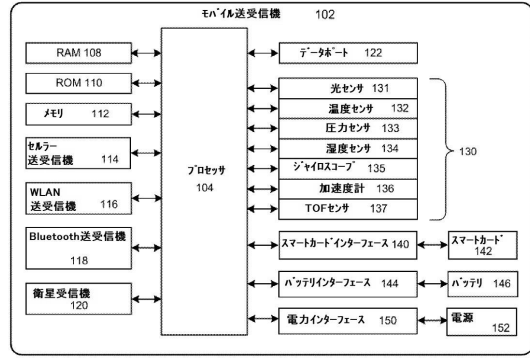 モバイル送受信機 102
RAM 108
ROM 110
メモリ 112
セルラー
送受信機 114
WLAN
送受信機 116
Bluetooth送受信機
118
衛星受信機
120
プロセッサ
104
データポート 122
光センサ 131
温度センサ 132
圧力センサ 133
湿度センサ 134
ジャイロスコープ 135
加速度計 136
TOFセンサ 137
130
スマートカードインターフェース 140
スマートカード
142
バッテリインターフェース 144
バッテリ 146
電力インターフェース 150
電源
152